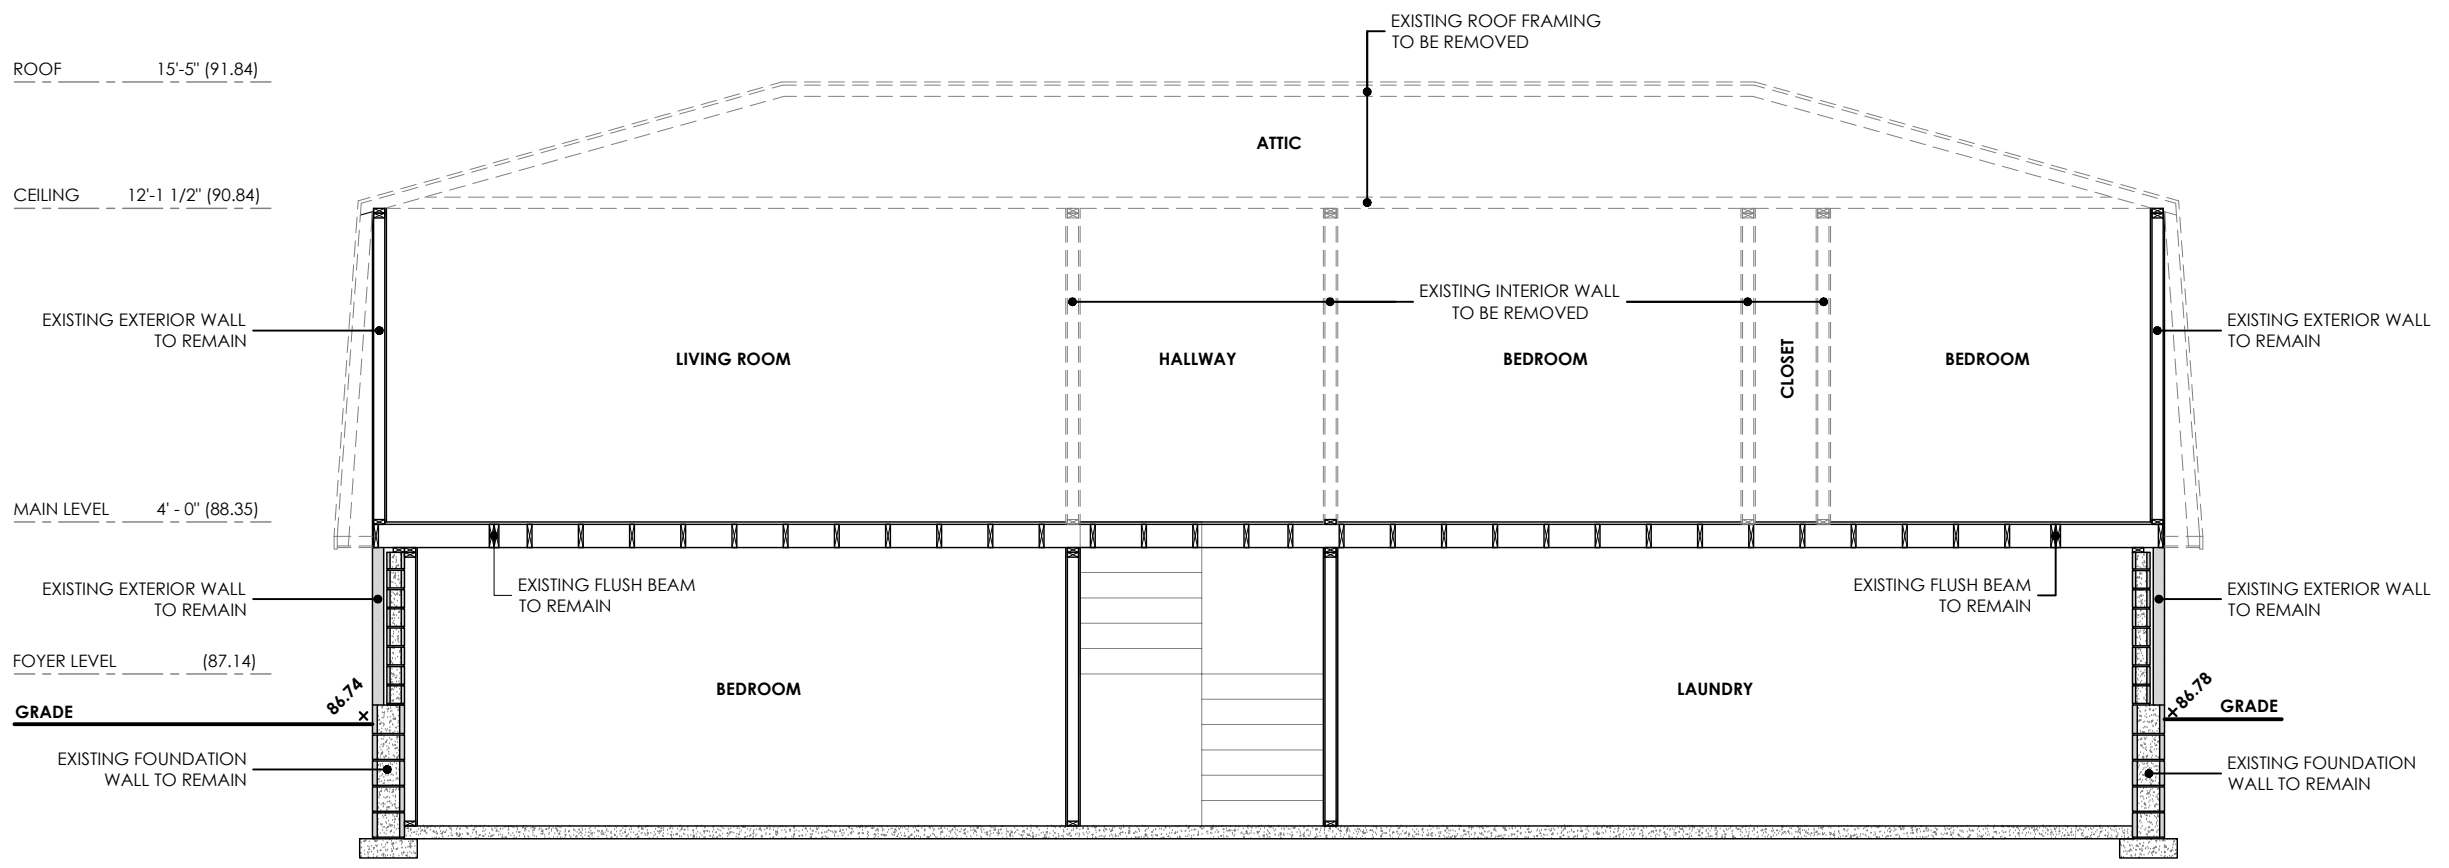 EXISTING ROOF FRAMING
TO BE REMOVED
ROOF 15'-5" (91.84)
ATTIC
CEILING 12'-1 1/2" (90.84)
EXISTING INTERIOR WALL
TO BE REMOVED
EXISTING EXTERIOR WALL
TO REMAIN
EXISTING EXTERIOR WALL
TO REMAIN
LIVING ROOM
HALLWAY
BEDROOM
CLOSET
BEDROOM
MAIN LEVEL 4' - 0" (88.35)
EXISTING EXTERIOR WALL
TO REMAIN
EXISTING FLUSH BEAM
TO REMAIN
EXISTING FLUSH BEAM
TO REMAIN
EXISTING EXTERIOR WALL
TO REMAIN
FOYER LEVEL (87.14)
86.74
BEDROOM
LAUNDRY
86.78
GRADE
GRADE
EXISTING FOUNDATION
WALL TO REMAIN
EXISTING FOUNDATION
WALL TO REMAIN